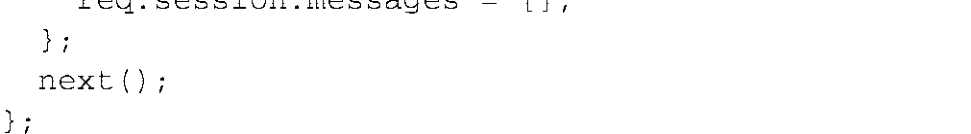 req.session.messages = [];
};
next();
};